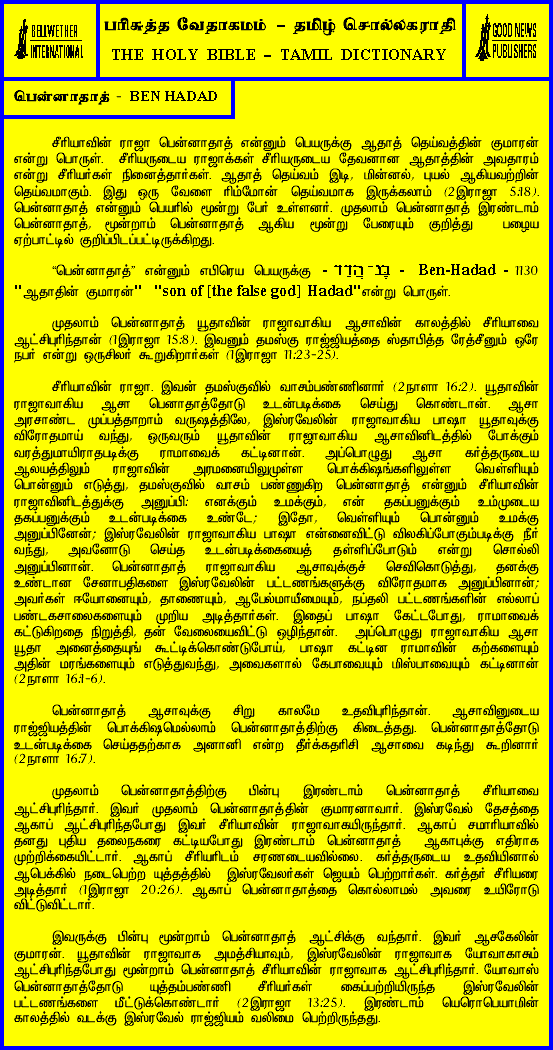 BELLWETHER
INTERNATIONAL
பரிசுத்த வேதாகமம் – தமிழ் சொல்லகராதி
THE HOLY BIBLE – TAMIL DICTIONARY
GOOD NEWS
PUBLISHERS
பென்னாதாத் - BEN HADAD
சீரியாவின் ராஜா பென்னாதாத் என்னும் பெயருக்கு ஆதாத் தெய்வத்தின் குமாரன்
என்று பொருள். சீரியருடைய ராஜாக்கள் சீரியருடைய தேவனான ஆதாத்தின் அவதாரம்
என்று சீரியர்கள் நினைத்தார்கள். ஆதாத் தெய்வம் இடி, மின்னல், புயல் ஆகியவற்றின்
தெய்வமாகும். இது ஒரு வேளை ரிம்மோன் தெய்வமாக இருக்கலாம் (2இராஜா 5:18).
பென்னாதாத் என்னும் பெயரில் மூன்று பேர் உள்ளனர். முதலாம் பென்னாதாத் இரண்டாம்
பென்னாதாத், மூன்றாம் பென்னாதாத் ஆகிய மூன்று பேரையும் குறித்து பழைய
ஏற்பாட்டில் குறிப்பிடப்பட்டிருக்கிறது.
“பென்னாதாத்” என்னும் எபிரெய பெயருக்கு - - Ben-Hadad - 1130
"ஆதாதின் குமாரன்" "son of [the false god] Hadad"என்று பொருள்.
முதலாம் பென்னாதாத் யூதாவின் ராஜாவாகிய ஆசாவின் காலத்தில் சீரியாவை
ஆட்சிபுரிந்தான் (1இராஜா 15:8). இவனும் தமஸ்கு ராஜ்ஜியத்தை ஸ்தாபித்த ரேத்சீனும் ஒரே
நபர் என்று ஒருசிலர் கூறுகிறார்கள் (1இராஜா 11:23-25).
சீரியாவின் ராஜா. இவன் தமஸ்குவில் வாசம்பண்ணினார் (2நாளா 16:2). யூதாவின்
ராஜாவாகிய ஆசா பெனாதாத்தோடு உடன்படிக்கை செய்து கொண்டான். ஆசா
அரசாண்ட முப்பத்தாறாம் வருஷத்திலே, இஸ்ரவேலின் ராஜாவாகிய பாஷா யூதாவுக்கு
விரோதமாய் வந்து, ஒருவரும் யூதாவின் ராஜாவாகிய ஆசாவினிடத்தில் போக்கும்
வரத்துமாயிராதபடிக்கு ராமாவைக் கட்டினான். அப்பொழுது ஆசா கர்த்தருடைய
ஆலயத்திலும் ராஜாவின் அரமனையிலுமுள்ள பொக்கிஷங்களிலுள்ள வெள்ளியும்
பொன்னும் எடுத்து, தமஸ்குவில் வாசம் பண்ணுகிற பென்னாதாத் என்னும் சீரியாவின்
ராஜாவினிடத்துக்கு அனுப்பி: எனக்கும் உமக்கும், என் தகப்பனுக்கும் உம்முடைய
தகப்பனுக்கும் உடன்படிக்கை உண்டே; இதோ, வெள்ளியும் பொன்னும் உமக்கு
அனுப்பினேன்; இஸ்ரவேலின் ராஜாவாகிய பாஷா என்னைவிட்டு விலகிப்போகும்படிக்கு நீர்
வந்து, அவனோடு செய்த உடன்படிக்கையைத் தள்ளிப்போடும் என்று சொல்லி
அனுப்பினான். பென்னாதாத் ராஜாவாகிய ஆசாவுக்குச் செவிகொடுத்து, தனக்கு
உண்டான சேனாபதிகளை இஸ்ரவேலின் பட்டணங்களுக்கு விரோதமாக அனுப்பினான்;
அவர்கள் ஈயோனையும், தாணையும், ஆபேல்மாயீமையும், நப்தலி பட்டணங்களின் எல்லாப்
பண்டகசாலைகளையும் முறிய அடித்தார்கள். இதைப் பாஷா கேட்டபோது, ராமாவைக்
கட்டுகிறதை நிறுத்தி, தன் வேலையைவிட்டு ஒழிந்தான். அப்பொழுது ராஜாவாகிய ஆசா
யூதா அனைத்தையுங் கூட்டிக்கொண்டுபோய், பாஷா கட்டின ராமாவின் கற்களையும்
அதின் மரங்களையும் எடுத்துவந்து, அவைகளால் கேபாவையும் மிஸ்பாவையும் கட்டினான்
(2நாளா 16:1-6).
பென்னாதாத் ஆசாவுக்கு சிறு காலமே உதவிபுரிந்தான். ஆசாவினுடைய
ராஜ்ஜியத்தின் பொக்கிஷமெல்லாம் பென்னாதாத்திற்கு கிடைத்தது. பென்னாதாத்தோடு
உடன்படிக்கை செய்ததற்காக அனானி என்ற தீர்க்கதரிசி ஆசாவை கடிந்து கூறினார்
(2நாளா 16:7).
முதலாம் பென்னாதாத்திற்கு பின்பு இரண்டாம் பென்னாதாத் சீரியாவை
ஆட்சிபுரிந்தார். இவர் முதலாம் பென்னாதாத்தின் குமாரனாவார். இஸ்ரவேல் தேசத்தை
ஆகாப் ஆட்சிபுரிந்தபோது இவர் சீரியாவின் ராஜாவாகயிருந்தார். ஆகாப் சமாரியாவில்
தனது புதிய தலைநகரை கட்டியபோது இரண்டாம் பென்னாதாத் ஆகாபுக்கு எதிராக
முற்றிக்கையிட்டார். ஆகாப் சீரியரிடம் சரணடையவில்லை. கர்த்தருடைய உதவியினால்
ஆபெக்கில் நடைபெற்ற யுத்தத்தில் இஸ்ரவேலர்கள் ஜெயம் பெற்றார்கள். கர்த்தர் சீரியரை
அடித்தார் (1இராஜா 20:26). ஆகாப் பென்னாதாத்தை கொல்லாமல் அவரை உயிரோடு
விட்டுவிட்டார்.
இவருக்கு பின்பு மூன்றாம் பென்னாதாத் ஆட்சிக்கு வந்தார். இவர் ஆசகேலின்
குமாரன். யூதாவின் ராஜாவாக அமத்சியாவும், இஸ்ரவேலின் ராஜாவாக யோவாகாசும்
ஆட்சிபுரிந்தபோது மூன்றாம் பென்னாதாத் சீரியாவின் ராஜாவாக ஆட்சிபுரிந்தார். யோவாஸ்
பென்னாதாத்தோடு யுத்தம்பண்ணி சீரியர்கள் கைப்பற்றியிருந்த இஸ்ரவேலின்
பட்டணங்களை மீட்டுக்கொண்டார் (2இராஜா 13:25). இரண்டாம் யெரொபெயாமின்
காலத்தில் வடக்கு இஸ்ரவேல் ராஜ்ஜியம் வலிமை பெற்றிருந்தது.